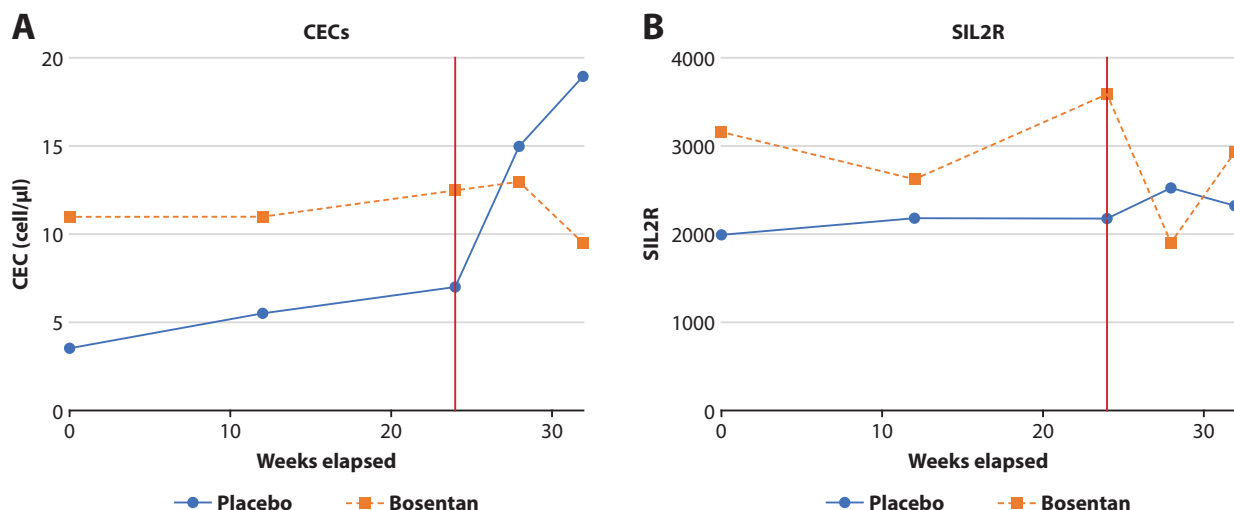 A
CECs
20
15
10
5
0
CEC (cell/μl)
0 10 20 30
Weeks elapsed
Placebo Bosentan
B
SIL2R
4000
3000
2000
1000
0
SIL2R
0 10 20 30
Weeks elapsed
Placebo Bosentan